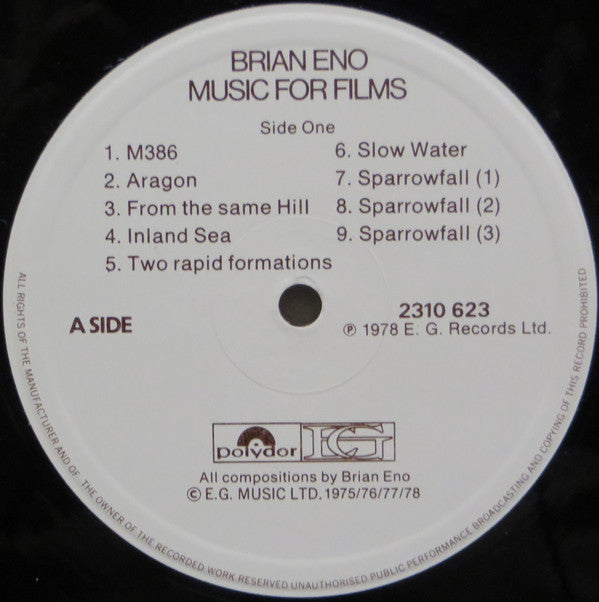 BRIAN ENO
MUSIC FOR FILMS
Side One
1. M386
2. Aragon
3. From the same Hill
4. Inland Sea
5. Two rapid formations
6. Slow Water
7. Sparrowfall (1)
8. Sparrowfall (2)
9. Sparrowfall (3)
A SIDE
2310 623
℗ 1978 E. G. Records Ltd.
polydor
EG
All compositions by Brian Eno
© E.G. MUSIC LTD. 1975/76/77/78
ALL RIGHTS OF THE MANUFACTURER AND OF THE OWNER OF THE RECORDED WORK RESERVED UNAUTHORISED PUBLIC PERFORMANCE BROADCASTING AND COPYING OF THIS RECORD PROHIBITED